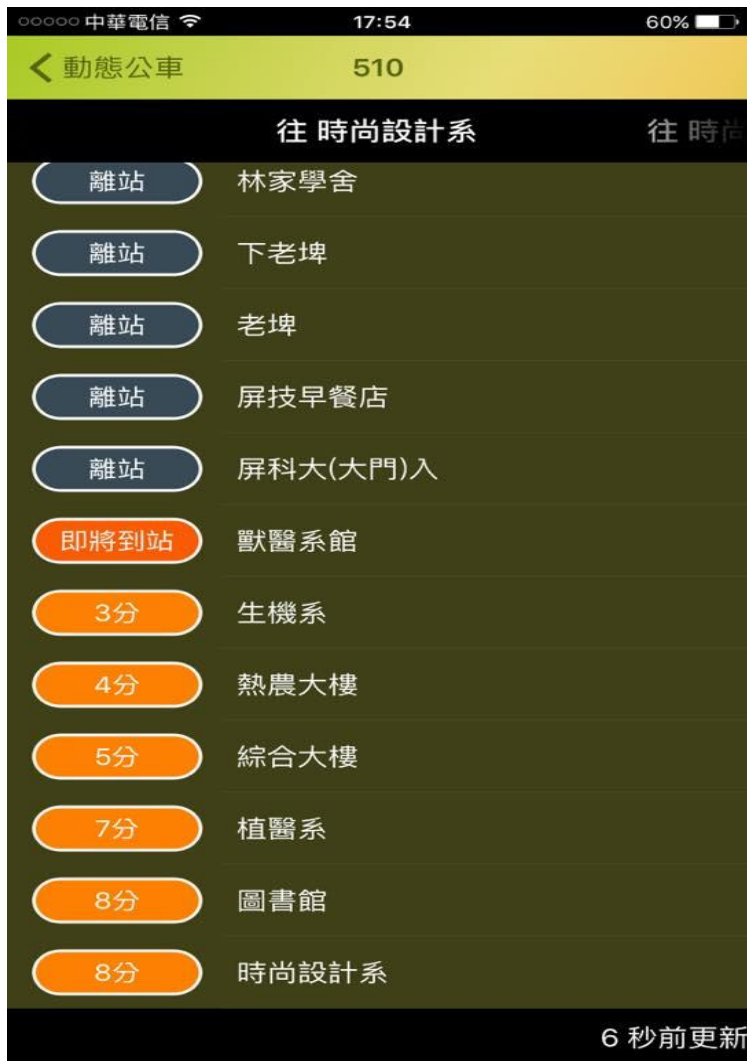 中華電信 17:54 60%
動態公車 510
往 時尚設計系 往 時尚
離站 林家學舍
離站 下老埤
離站 老埤
離站 屏技早餐店
離站 屏科大(大門)入
即將到站 獸醫系館
3分 生機系
4分 熱農大樓
5分 綜合大樓
7分 植醫系
8分 圖書館
8分 時尚設計系
6 秒前更新